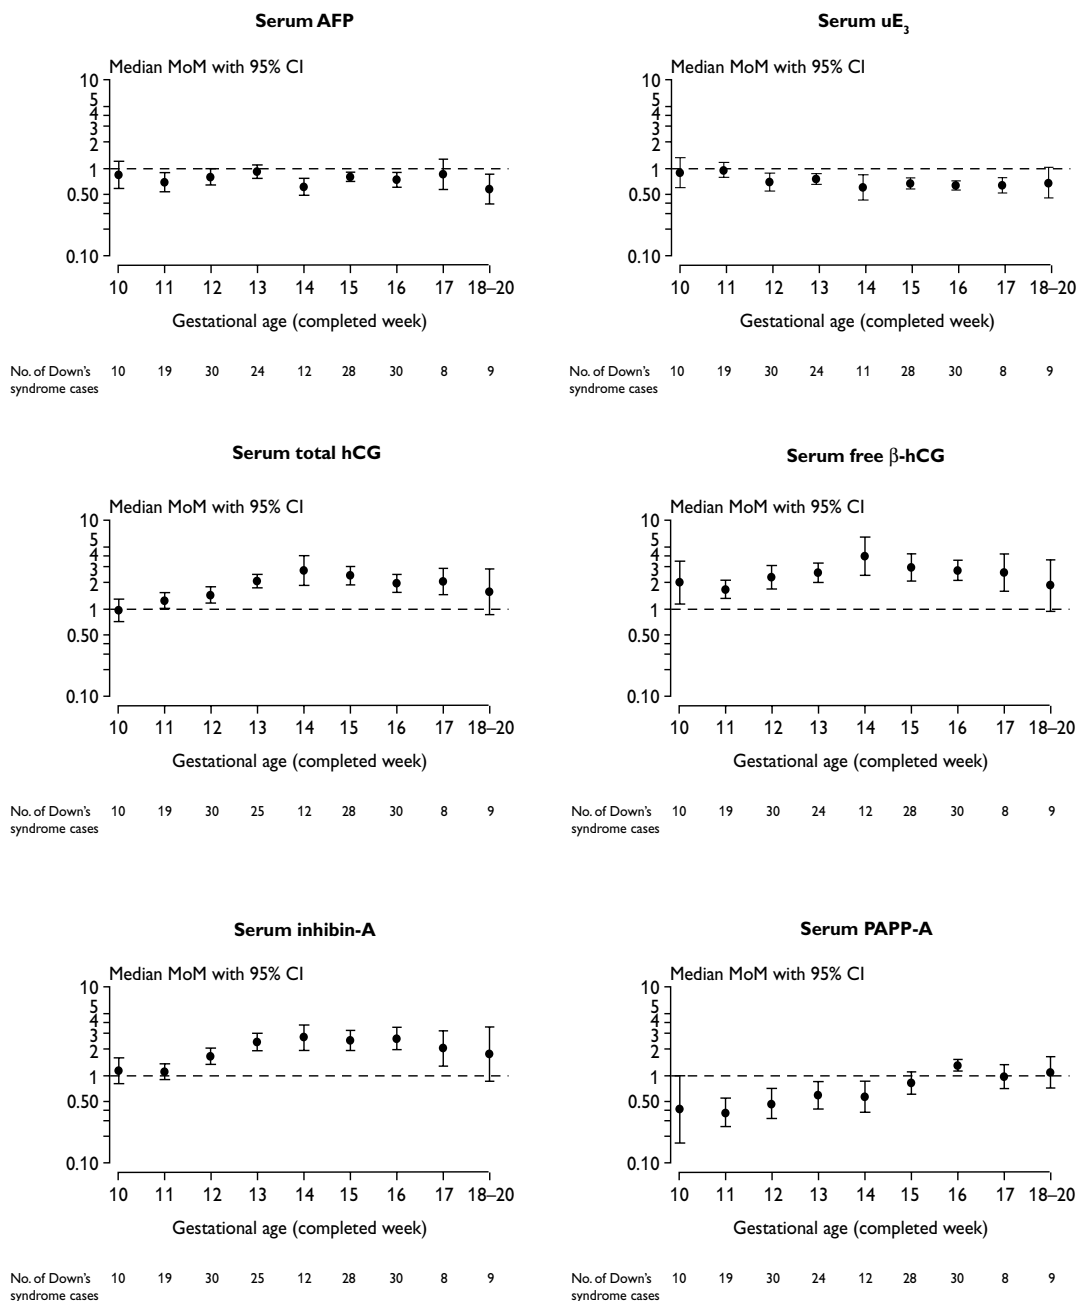 Serum AFP
Median MoM with 95% CI
10
5
4
3
2
1
0.50
0.10
10 11 12 13 14 15 16 17 18–20
Gestational age (completed week)
No. of Down's 10 19 30 24 12 28 30 8 9
syndrome cases
Serum uE3
Median MoM with 95% CI
10
5
4
3
2
1
0.50
0.10
10 11 12 13 14 15 16 17 18–20
Gestational age (completed week)
No. of Down's 10 19 30 24 11 28 30 8 9
syndrome cases
Serum total hCG
Median MoM with 95% CI
10
5
4
3
2
1
0.50
0.10
10 11 12 13 14 15 16 17 18–20
Gestational age (completed week)
No. of Down's 10 19 30 25 12 28 30 8 9
syndrome cases
Serum free β-hCG
Median MoM with 95% CI
10
5
4
3
2
1
0.50
0.10
10 11 12 13 14 15 16 17 18–20
Gestational age (completed week)
No. of Down's 10 19 30 24 12 28 30 8 9
syndrome cases
Serum inhibin-A
Median MoM with 95% CI
10
5
4
3
2
1
0.50
0.10
10 11 12 13 14 15 16 17 18–20
Gestational age (completed week)
No. of Down's 10 19 30 25 12 28 30 8 9
syndrome cases
Serum PAPP-A
Median MoM with 95% CI
10
5
4
3
2
1
0.50
0.10
10 11 12 13 14 15 16 17 18–20
Gestational age (completed week)
No. of Down's 10 19 30 24 12 28 30 8 9
syndrome cases